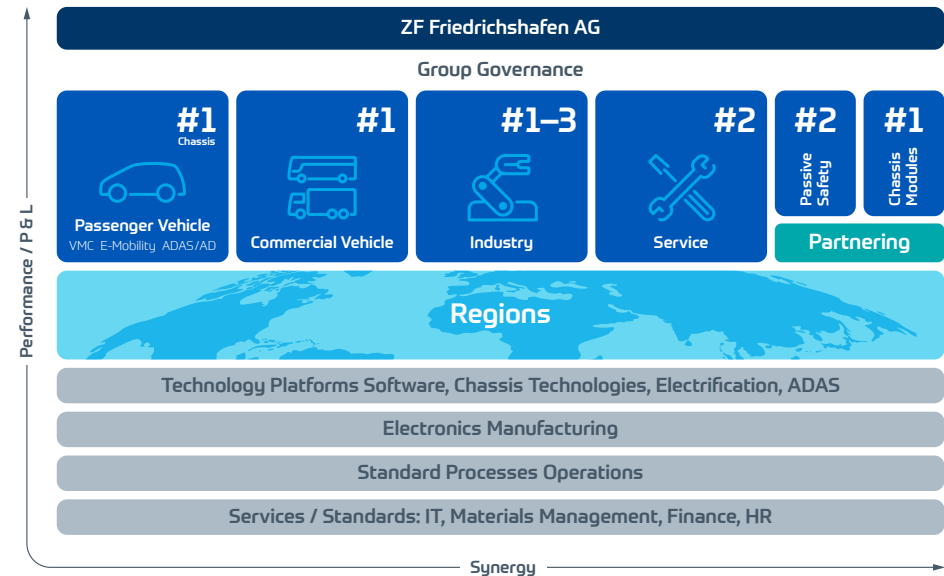 ZF Friedrichshafen AG
Group Governance
#1
Chassis
Passenger Vehicle
VMC E-Mobility ADAS/AD
#1
Commercial Vehicle
#1–3
Industry
#2
Service
#2
Passive
Safety
#1
Chassis
Modules
Partnering
Regions
Technology Platforms Software, Chassis Technologies, Electrification, ADAS
Electronics Manufacturing
Standard Processes Operations
Services / Standards: IT, Materials Management, Finance, HR
Performance / P & L
Synergy